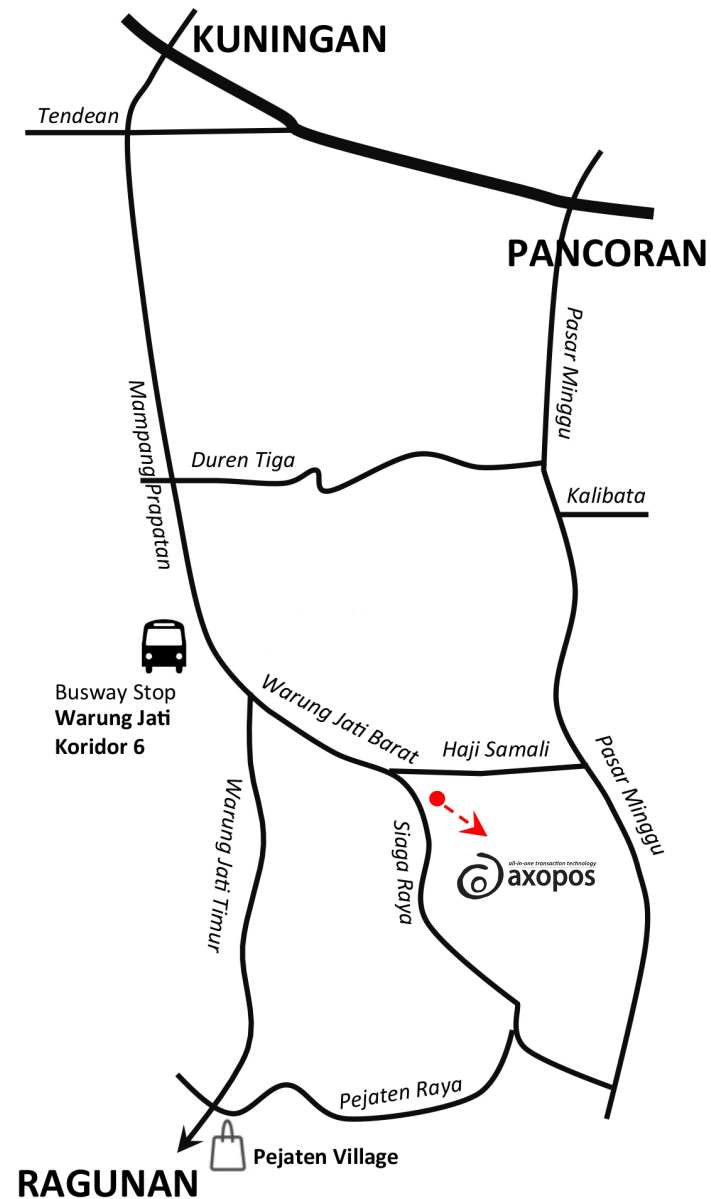 KUNINGAN
Tendean
PANCORAN
Pasar Minggu
Mampang Prapatan
Duren Tiga
Kalibata
Busway Stop
Warung Jati
Koridor 6
Warung Jati Barat
Haji Samali
Pasar Minggu
Warung Jati Timur
Siaga Raya
all-in-one transaction technology
axopos
Pejaten Raya
Pejaten Village
RAGUNAN